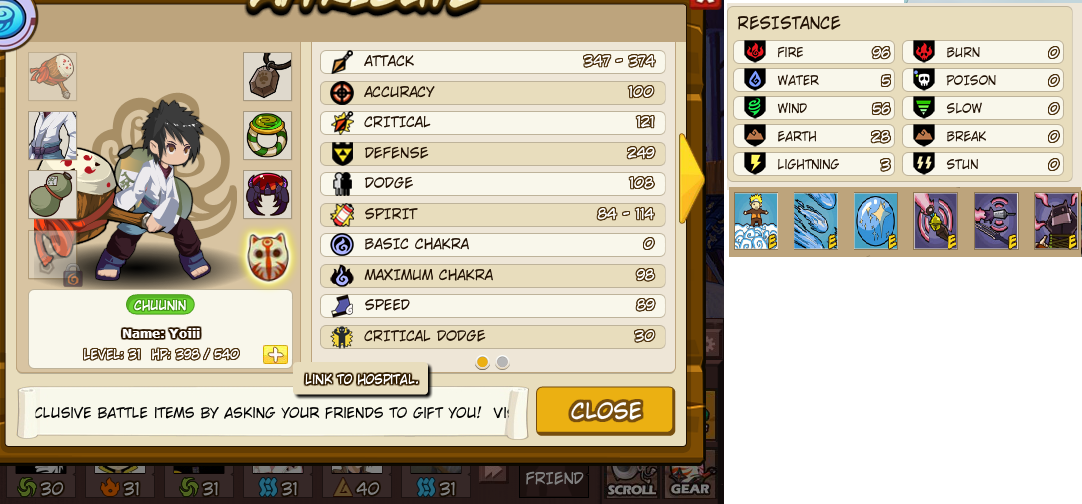 ATTACK 347 - 374
ACCURACY 100
CRITICAL 121
DEFENSE 249
DODGE 108
SPIRIT 84 - 114
BASIC CHAKRA 0
MAXIMUM CHAKRA 98
SPEED 89
CRITICAL DODGE 30
CHUUNIN
Name: Yoiii
LEVEL: 31 HP: 398 / 540
LINK TO HOSPITAL.
CLUSIVE BATTLE ITEMS BY ASKING YOUR FRIENDS TO GIFT YOU! VI
CLOSE
30 31 31 31 40 31
FRIEND
SCROLL
GEAR
RESISTANCE
FIRE 96
BURN 0
WATER 5
POISON 0
WIND 56
SLOW 0
EARTH 28
BREAK 0
LIGHTNING 3
STUN 0
E E E E E E